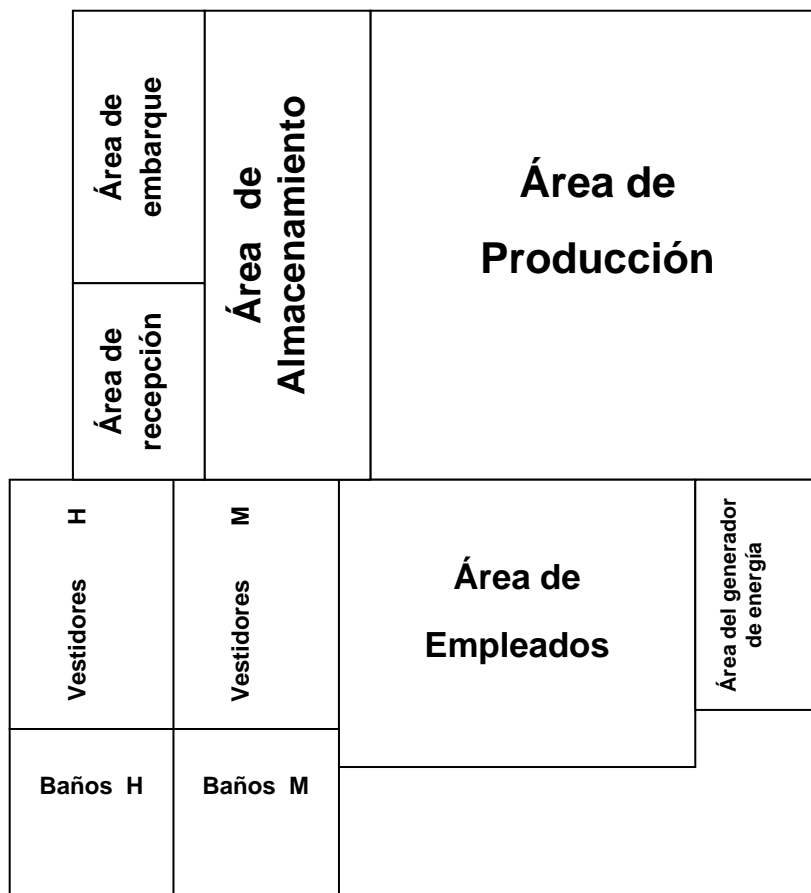 Área de
embarque
Área de
Almacenamiento
Área de
Producción
Área de
recepción
Vestidores H
Vestidores M
Área de
Empleados
Área del generador
de energía
Baños H
Baños M